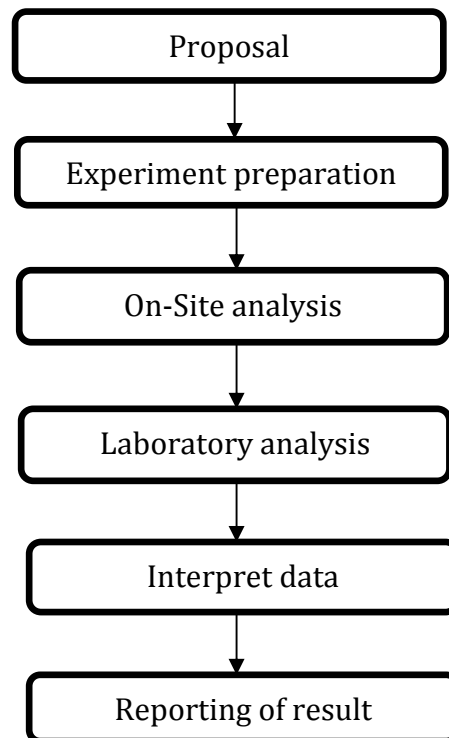 Proposal
Experiment preparation
On-Site analysis
Laboratory analysis
Interpret data
Reporting of result